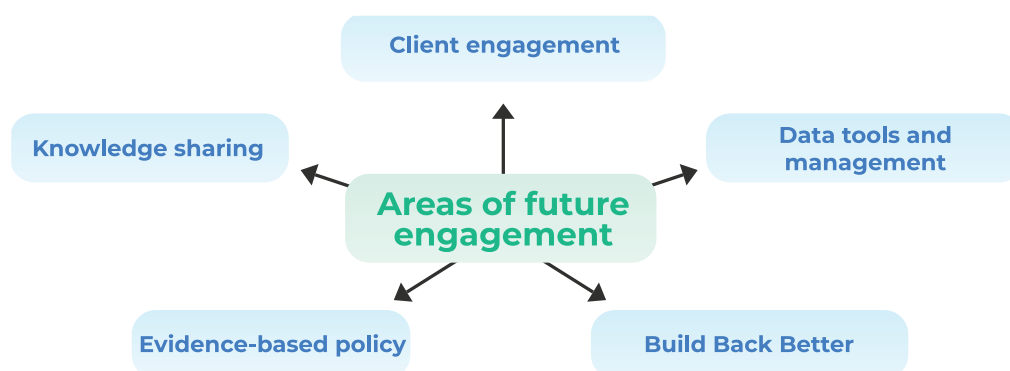 Client engagement
Knowledge sharing
Data tools and
management
Areas of future
engagement
Evidence-based policy
Build Back Better